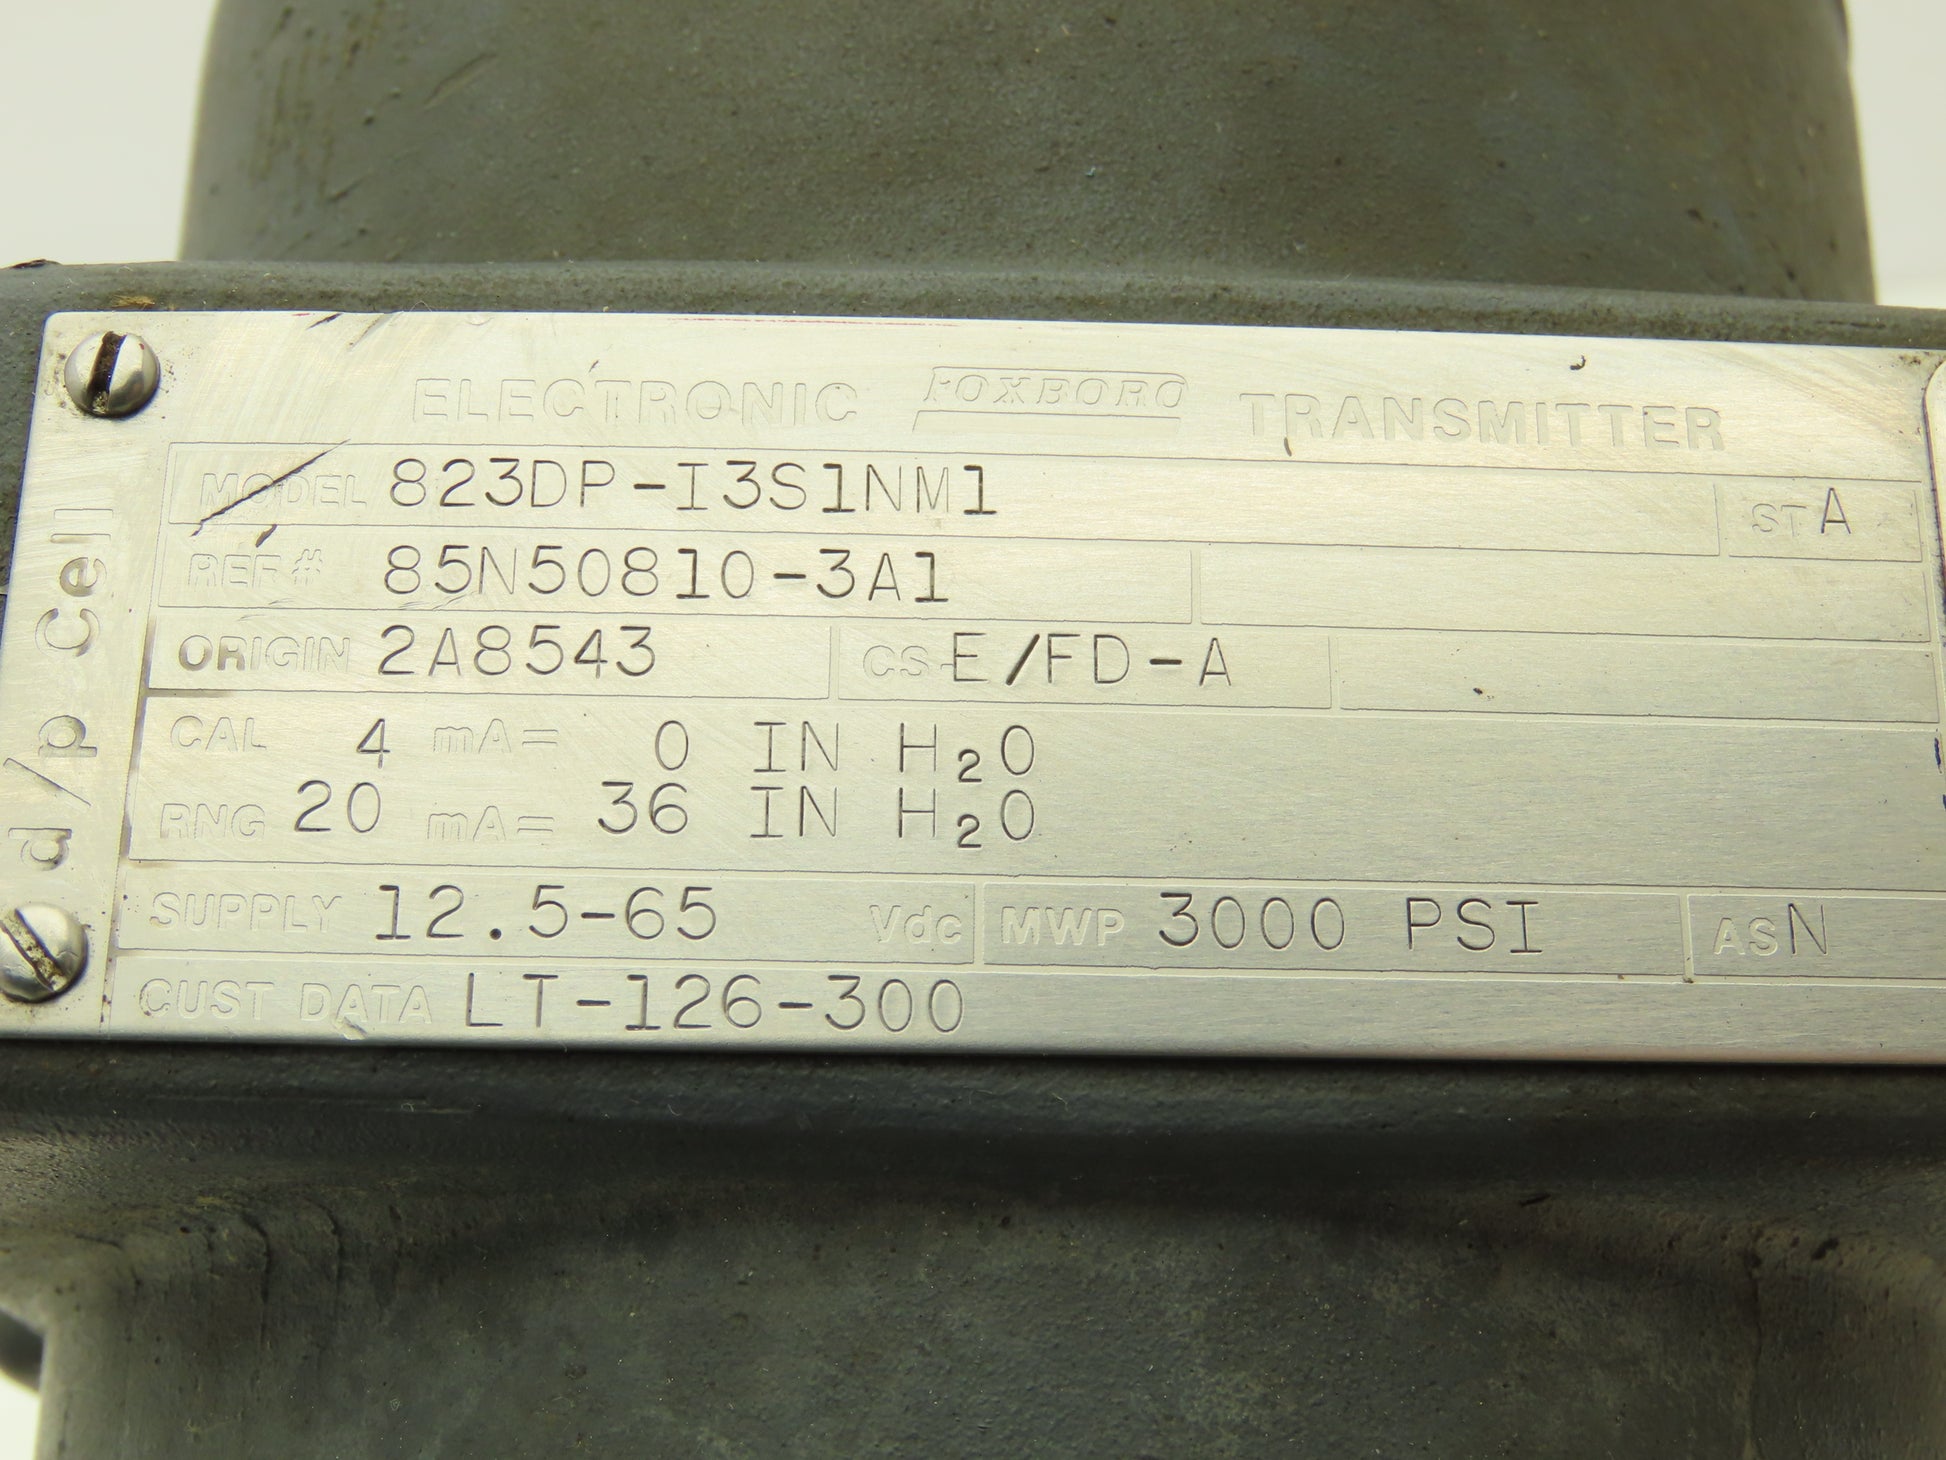 ELECTRONIC FOXBORO TRANSMITTER
MODEL 823DP-I3S1NM1 ST A
REF # 85N50810-3A1
ORIGIN 2A8543 CS- E/FD-A
CAL 4 mA= 0 IN H₂O
RNG 20 mA= 36 IN H₂O
SUPPLY 12.5-65 Vdc MWP 3000 PSI AS N
CUST DATA LT-126-300
d/p Cell